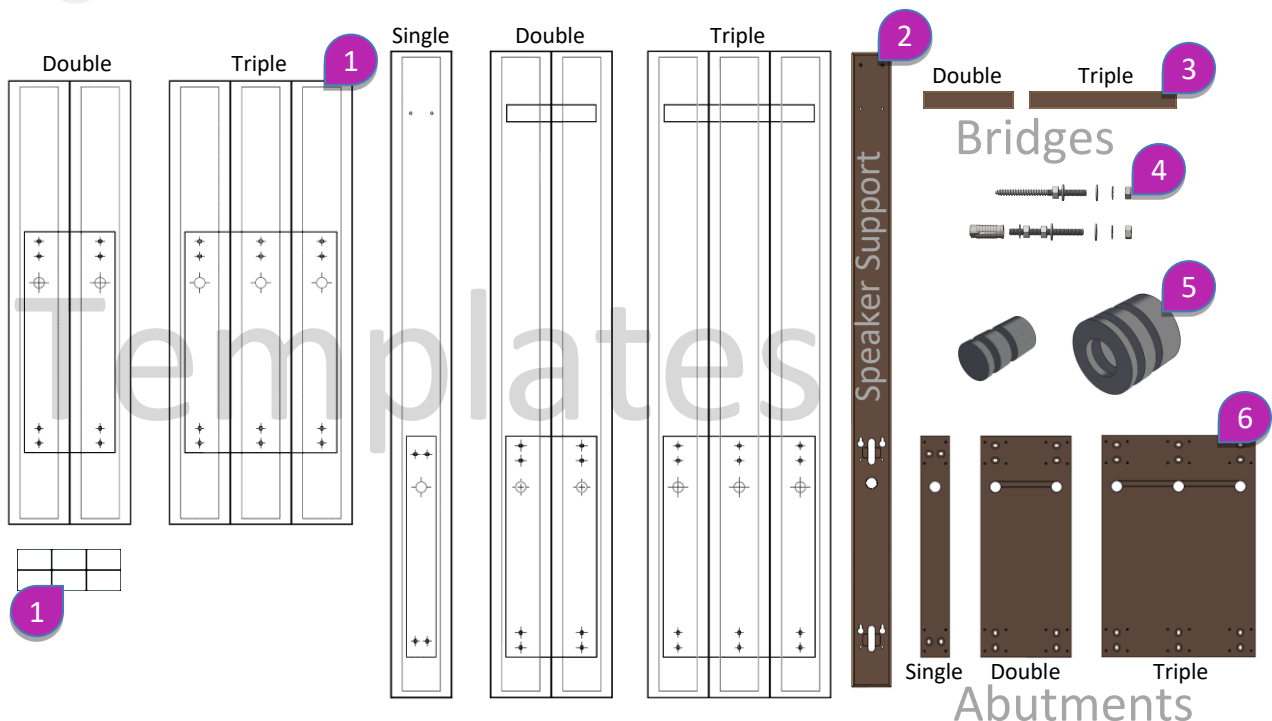 Double
Triple
1
Single
Double
Triple
2
Double
Triple
3
Bridges
4
Speaker Support
5
Templates
6
1
Single
Double
Triple
Abutments